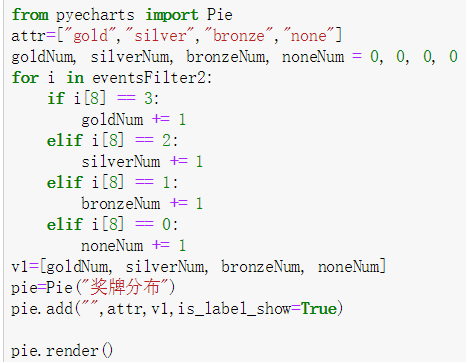 from pyecharts import Pie
attr=["gold","silver","bronze","none"]
goldNum, silverNum, bronzeNum, noneNum = 0, 0, 0, 0
for i in eventsFilter2:
    if i[8] == 3:
        goldNum += 1
    elif i[8] == 2:
        silverNum += 1
    elif i[8] == 1:
        bronzeNum += 1
    elif i[8] == 0:
        noneNum += 1
v1=[goldNum, silverNum, bronzeNum, noneNum]
pie=Pie("奖牌分布")
pie.add("",attr,v1,is_label_show=True)

pie.render()